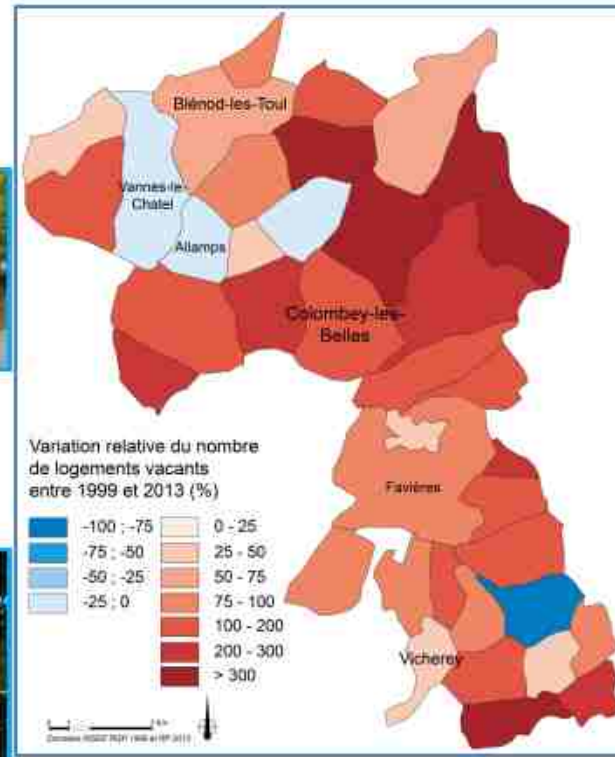 Blénod-les-Toul
Vannes-le-
Chatel
Allamps
Colombey-les-
Belles
Favières
Vicherey
Variation relative du nombre
de logements vacants
entre 1999 et 2013 (%)
-100 ; -75
-75 ; -50
-50 ; -25
-25 ; 0
0 - 25
25 - 50
50 - 75
75 - 100
100 - 200
200 - 300
> 300